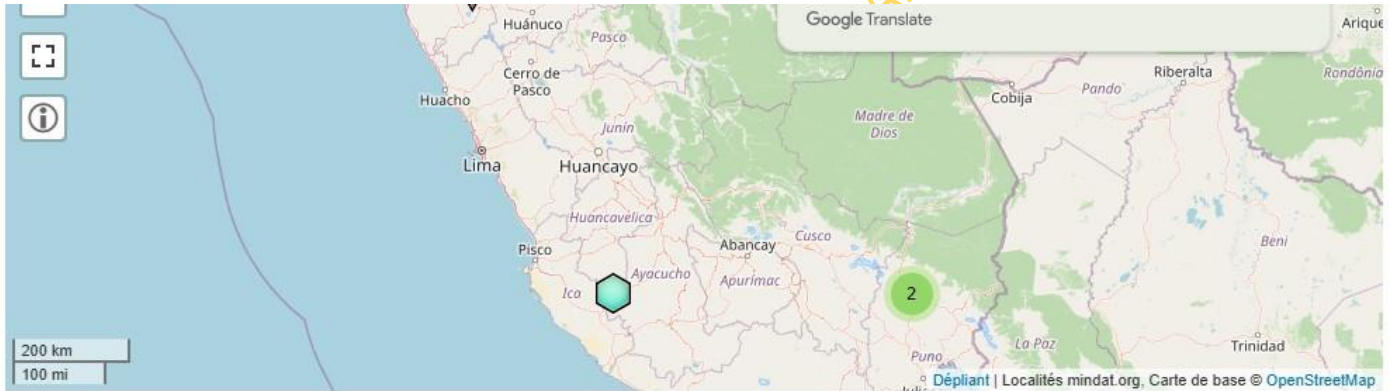 Google Translate
Huánuco
Pasco
Arique
Cerro de
Pasco
Riberalta
Rondônia
Huacho
Cobija
Pando
Madre de
Dios
Junín
Lima
Huancayo
Huancavelica
Pisco
Abancay
Cusco
Beni
Ica
Ayacucho
Apurímac
2
200 km
100 mi
Puno
La Paz
Trinidad
Dépliant | Localités mindat.org, Carte de base © OpenStreetMap